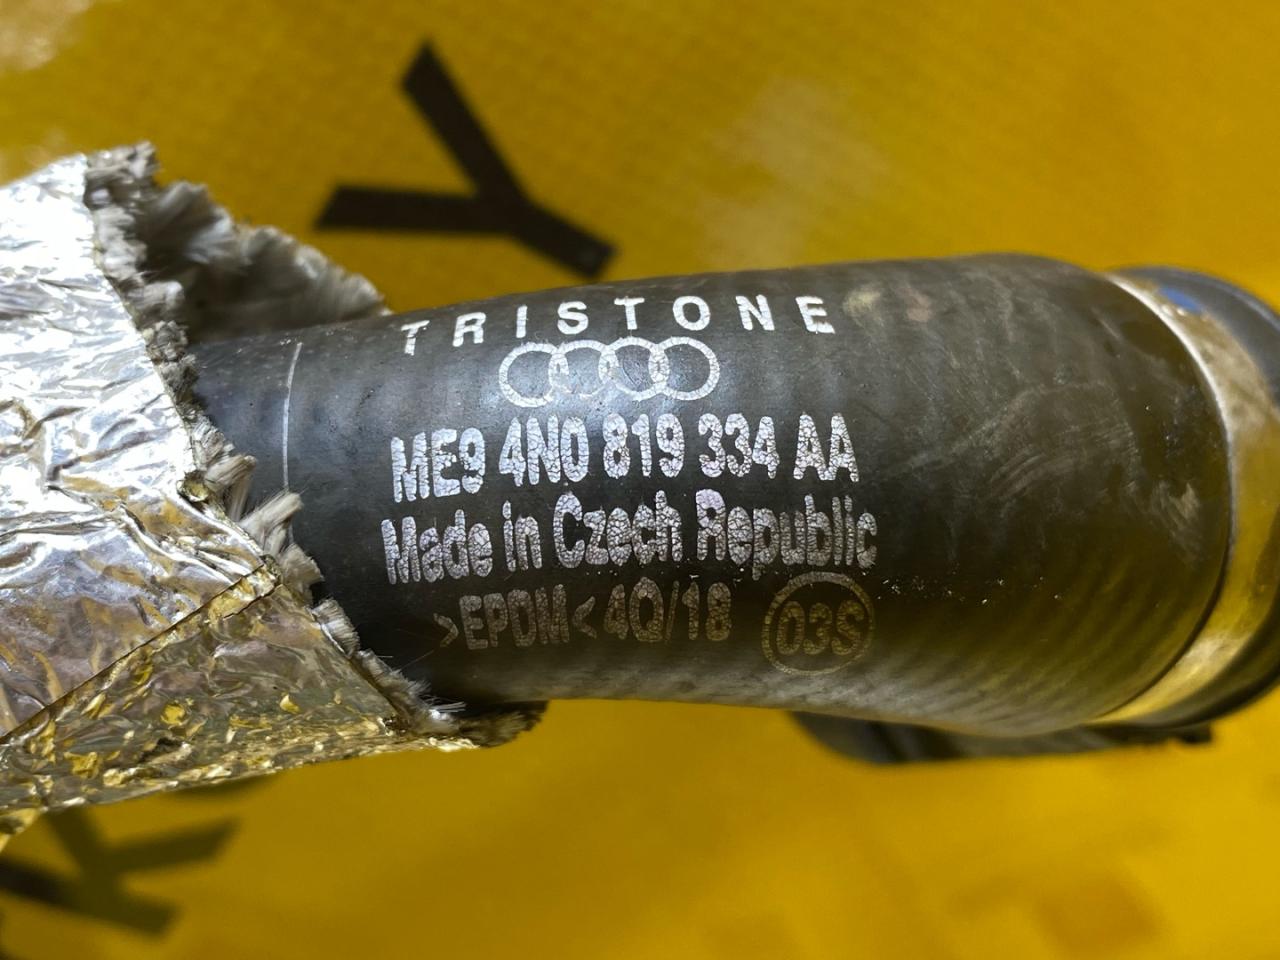 TRISTONE
ME9 4N0 819 334 AA
Made in Czech Republic
>EPDM< 4Q/18 03S